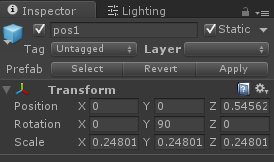 Inspector Lighting
pos1 Static
Tag Untagged Layer
Prefab Select Revert Apply
Transform
Position X 0 Y 0 Z 0.54562
Rotation X 0 Y 90 Z 0
Scale X 0.24801 Y 0.24801 Z 0.24801